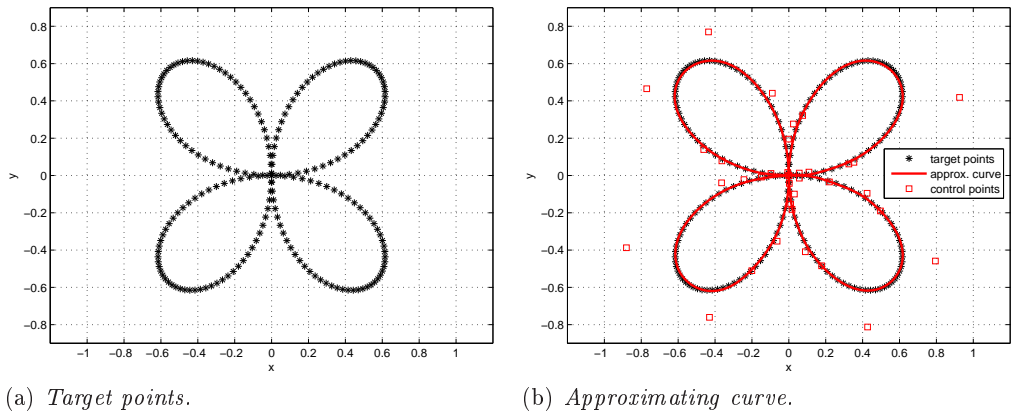 0.8
0.6
0.4
0.2
0
−0.2
−0.4
−0.6
−0.8
y
−1 −0.8 −0.6 −0.4 −0.2 0 0.2 0.4 0.6 0.8 1
x
(a) Target points.
0.8
0.6
0.4
0.2
0
−0.2
−0.4
−0.6
−0.8
y
target points
approx. curve
control points
−1 −0.8 −0.6 −0.4 −0.2 0 0.2 0.4 0.6 0.8 1
x
(b) Approximating curve.